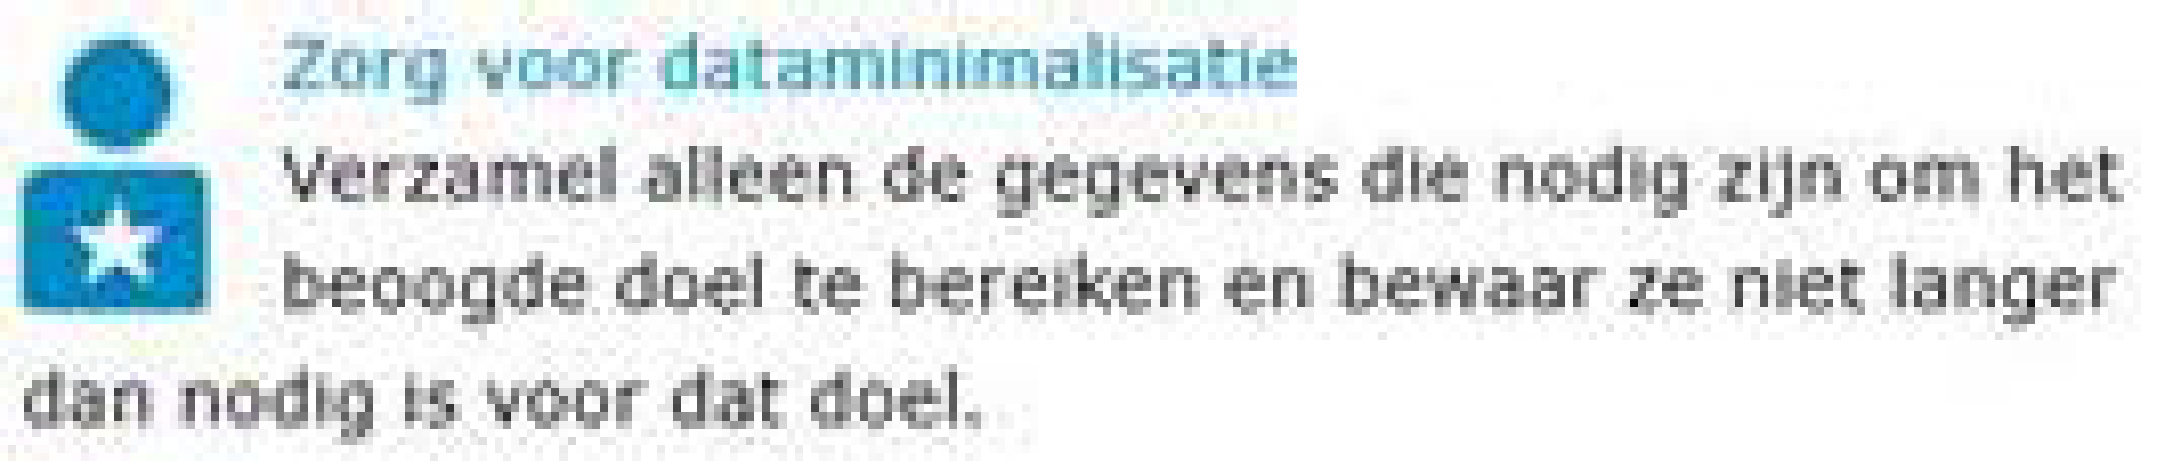 Zorg voor dataminimalisatie
Verzamel alleen de gegevens die nodig zijn om het
beoogde doel te bereiken en bewaar ze niet langer
dan nodig is voor dat doel.